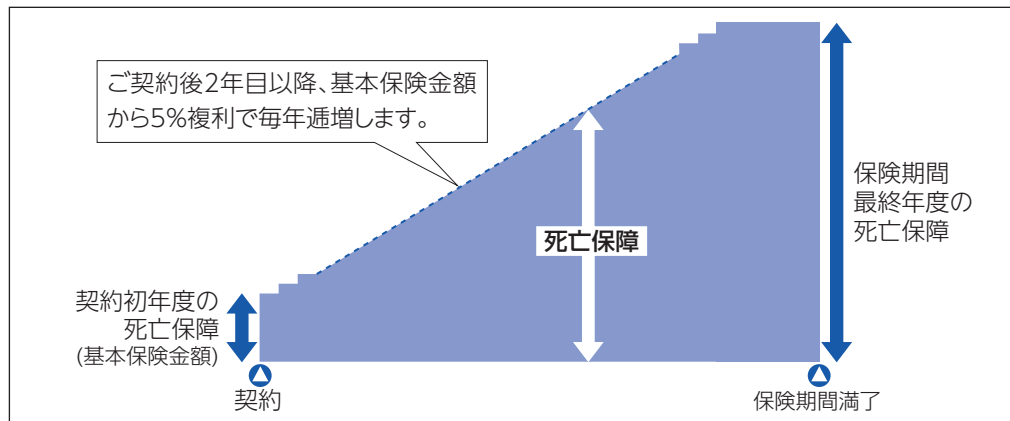 ご契約後2年目以降、基本保険金額
から5%複利で毎年逓増します。
死亡保障
保険期間
最終年度の
死亡保障
契約初年度の
死亡保障
(基本保険金額)
契約
保険期間満了